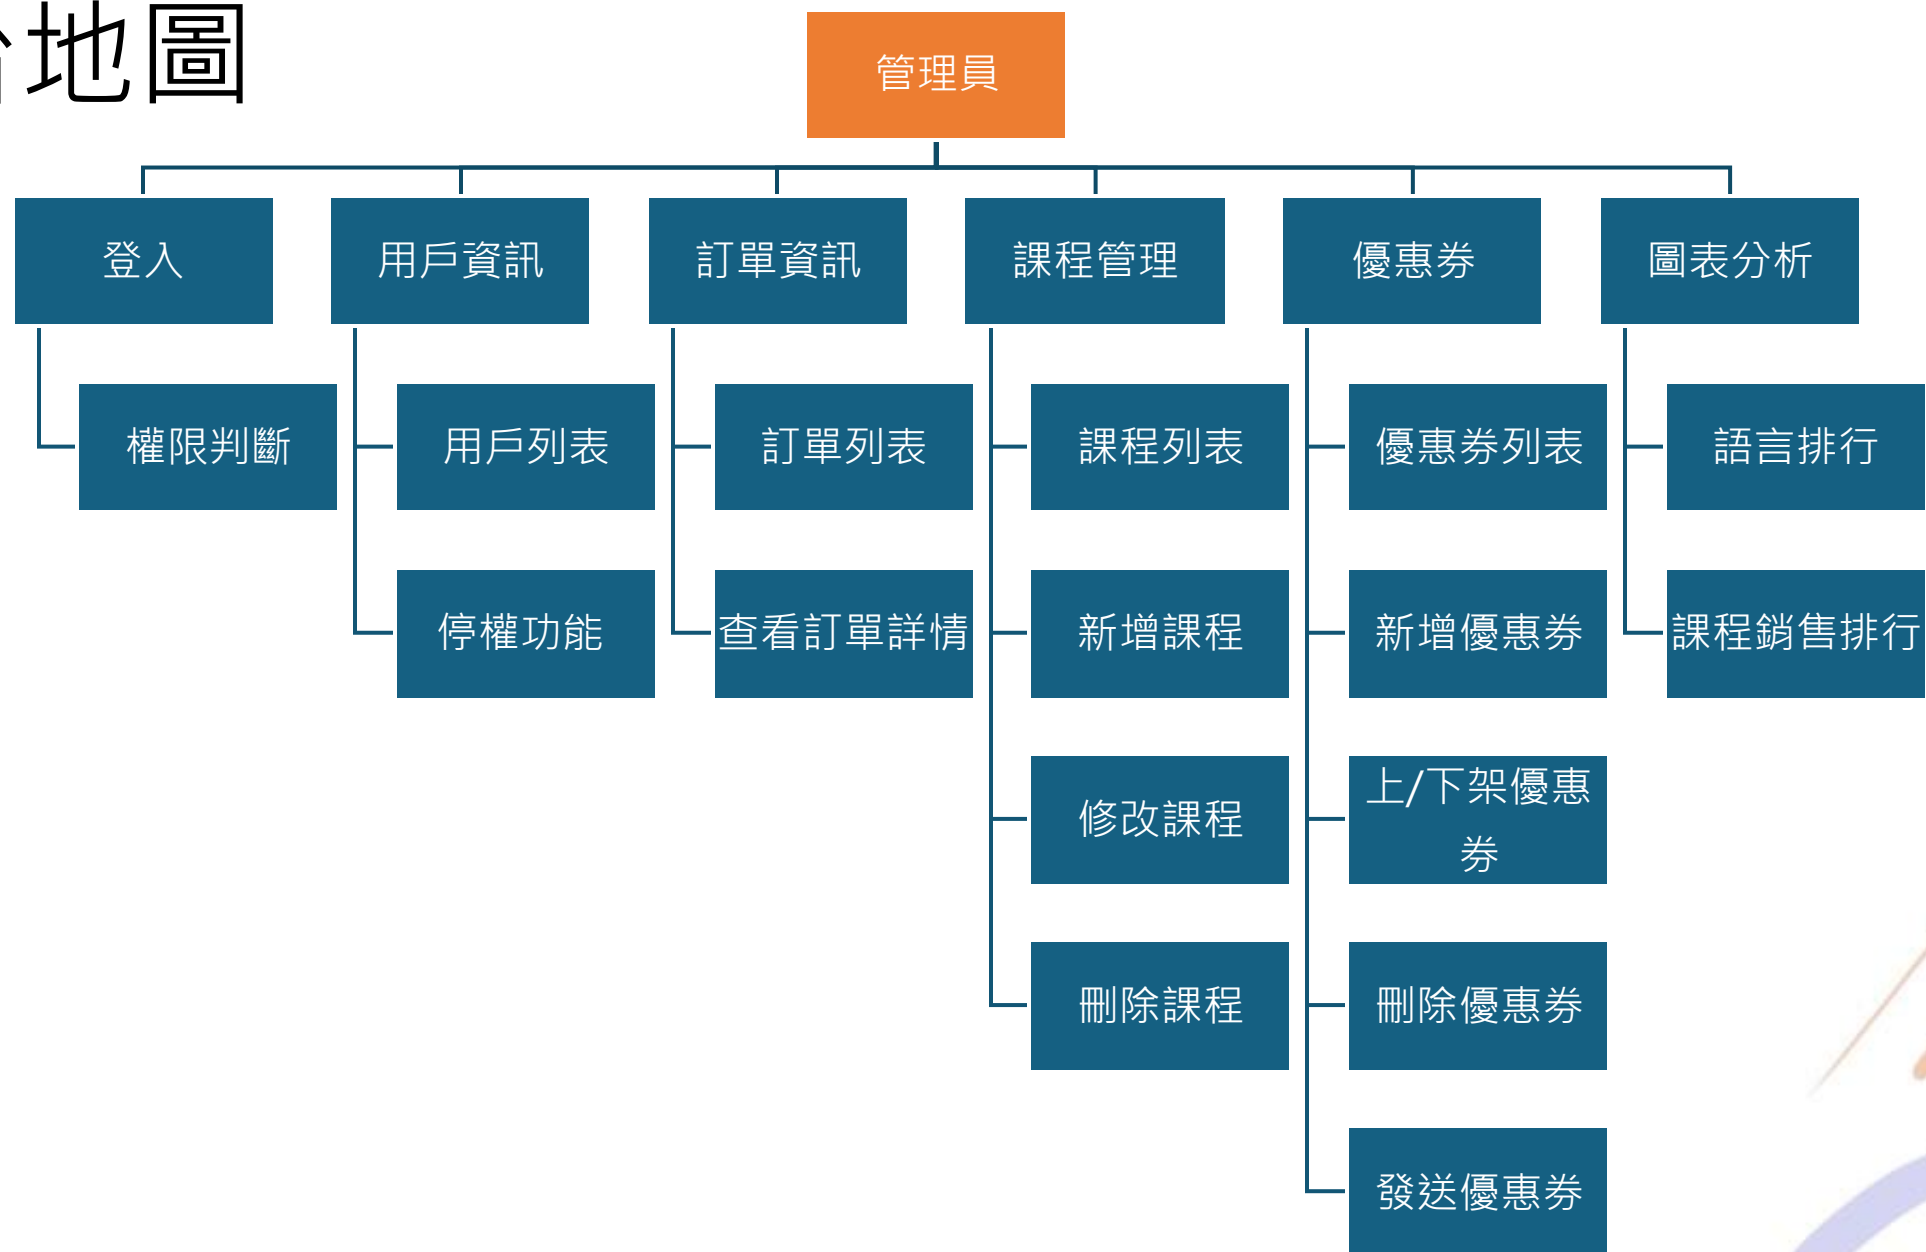 地圖
管理員
登入
用戶資訊
訂單資訊
課程管理
優惠券
圖表分析
權限判斷
用戶列表
訂單列表
課程列表
優惠券列表
語言排行
停權功能
查看訂單詳情
新增課程
新增優惠券
課程銷售排行
修改課程
上/下架優惠
券
刪除課程
刪除優惠券
發送優惠券